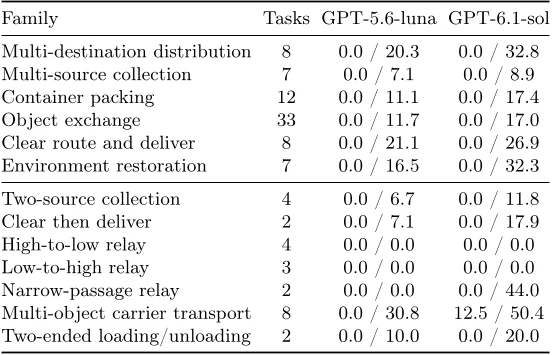 Family Tasks GPT-5.6-luna GPT-6.1-sol
Multi-destination distribution 8 0.0 / 20.3 0.0 / 32.8
Multi-source collection 7 0.0 / 7.1 0.0 / 8.9
Container packing 12 0.0 / 11.1 0.0 / 17.4
Object exchange 33 0.0 / 11.7 0.0 / 17.0
Clear route and deliver 8 0.0 / 21.1 0.0 / 26.9
Environment restoration 7 0.0 / 16.5 0.0 / 32.3
Two-source collection 4 0.0 / 6.7 0.0 / 11.8
Clear then deliver 2 0.0 / 7.1 0.0 / 17.9
High-to-low relay 4 0.0 / 0.0 0.0 / 0.0
Low-to-high relay 3 0.0 / 0.0 0.0 / 0.0
Narrow-passage relay 2 0.0 / 0.0 0.0 / 44.0
Multi-object carrier transport 8 0.0 / 30.8 12.5 / 50.4
Two-ended loading/unloading 2 0.0 / 10.0 0.0 / 20.0